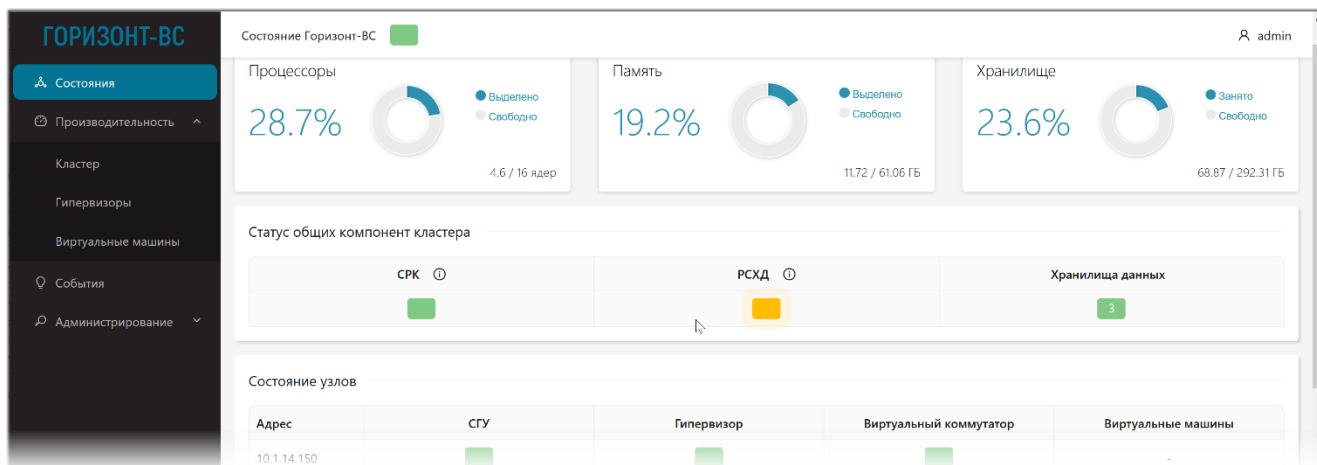 ГОРИЗОНТ-ВС
Состояние Горизонт-ВС
admin
Состояния
Производительность
Кластер
Гипервизоры
Виртуальные машины
События
Администрирование
Процессоры
28.7%
Выделено
Свободно
4.6 / 16 ядер
Память
19.2%
Выделено
Свободно
11.72 / 61.06 ГБ
Хранилище
23.6%
Занято
Свободно
68.87 / 292.31 ГБ
Статус общих компонент кластера
СРК РСХД Хранилища данных
3
Состояние узлов
Адрес СГУ Гипервизор Виртуальный коммутатор Виртуальные машины
10.1.14.150 -